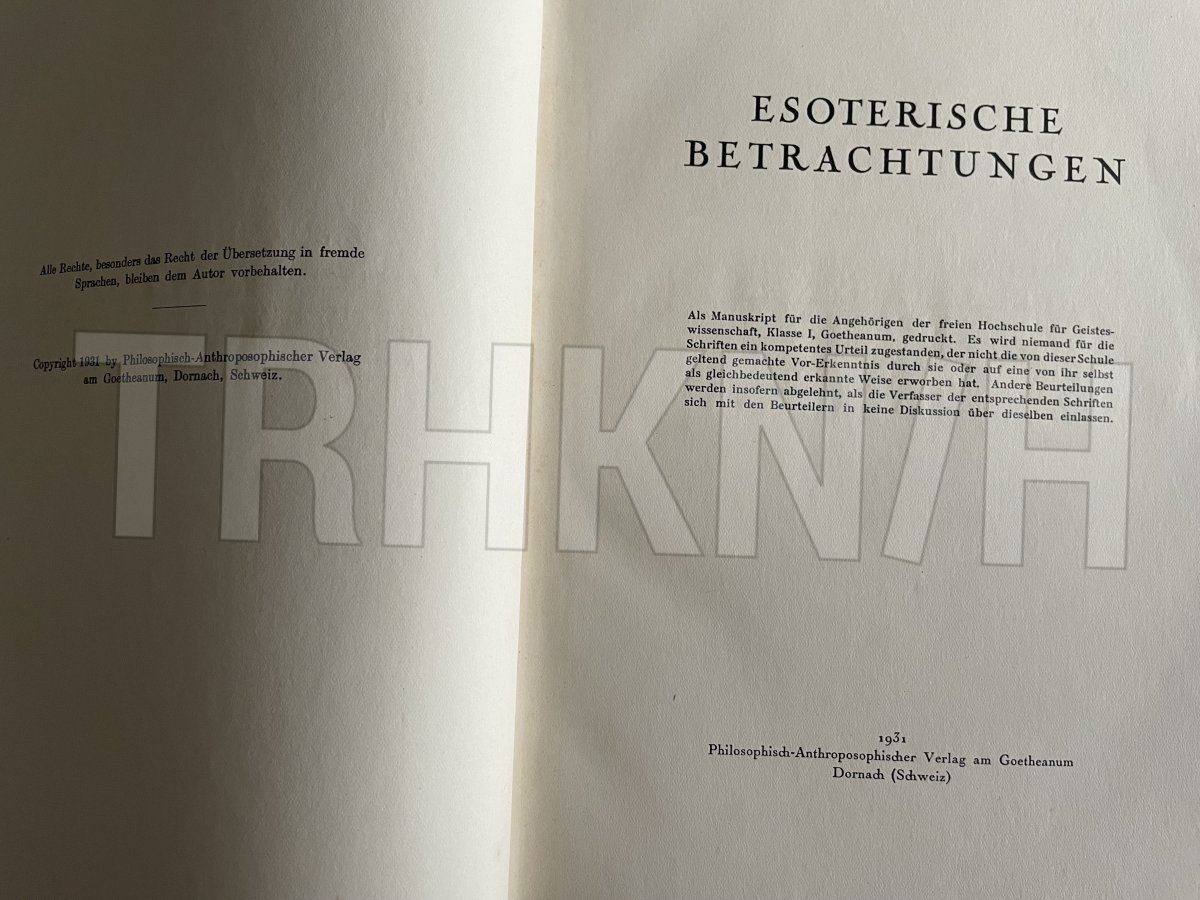 Alle Rechte, besonders das Recht der Übersetzung in fremde
Sprachen, bleiben dem Autor vorbehalten.
Copyright 1931 by Philosophisch-Anthroposophischer Verlag
am Goetheanum, Dornach, Schweiz.
ESOTERISCHE
BETRACHTUNGEN
Als Manuskript für die Angehörigen der freien Hochschule für Geistes-
wissenschaft, Klasse I, Goetheanum, gedruckt. Es wird niemand für die
Schriften ein kompetentes Urteil zugestanden, der nicht die von dieser Schule
geltend gemachte Vor-Erkenntnis durch sie oder auf eine von ihr selbst
als gleichbedeutend erkannte Weise erworben hat. Andere Beurteilungen
werden insofern abgelehnt, als die Verfasser der entsprechenden Schriften
sich mit den Beurteilern in keine Diskussion über dieselben einlassen.
1931
Philosophisch-Anthroposophischer Verlag am Goetheanum
Dornach (Schweiz)
TRHKN/H